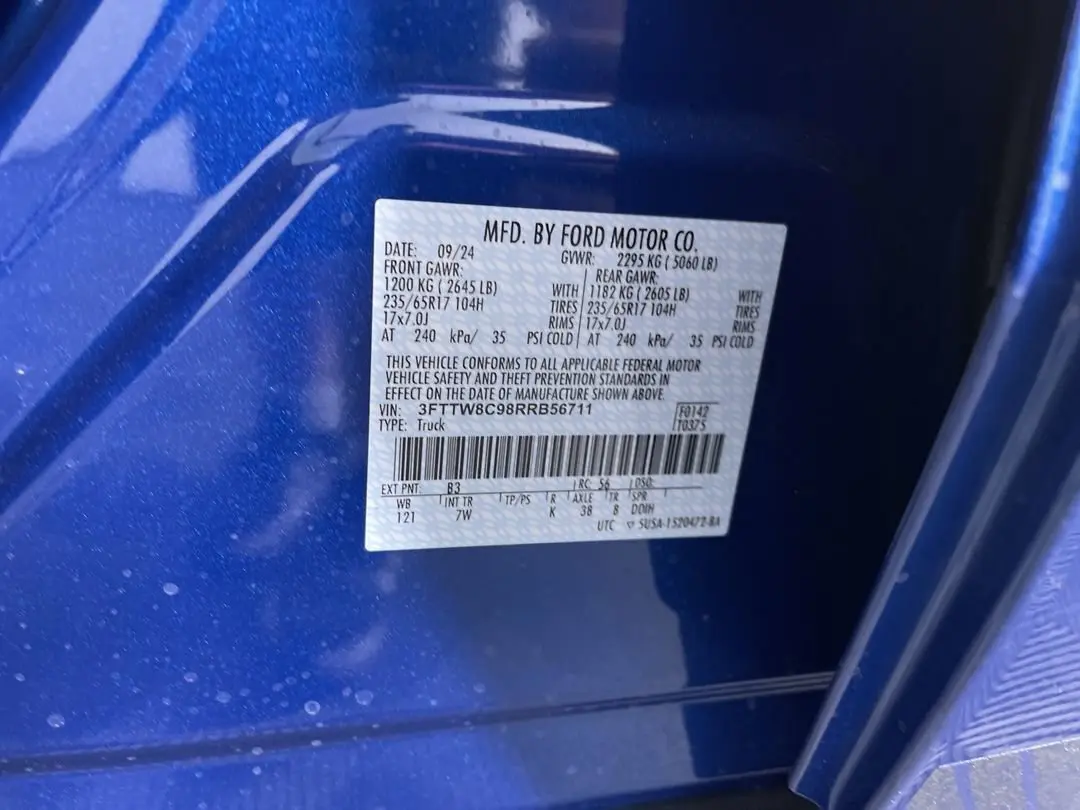 MFD. BY FORD MOTOR CO.
DATE: 09/24 GVWR: 2295 KG ( 5060 LB)
FRONT GAWR: REAR GAWR:
1200 KG ( 2645 LB) WITH 1182 KG ( 2605 LB) WITH
235/65R17 104H TIRES 235/65R17 104H TIRES
17x7.0J RIMS 17x7.0J RIMS
AT 240 kPa/ 35 PSI COLD AT 240 kPa/ 35 PSI COLD
THIS VEHICLE CONFORMS TO ALL APPLICABLE FEDERAL MOTOR
VEHICLE SAFETY AND THEFT PREVENTION STANDARDS IN
EFFECT ON THE DATE OF MANUFACTURE SHOWN ABOVE.
VIN: 3FTTW8C98RRB56711 F0142
TYPE: Truck T0375
EXT PNT: B3 RC: 56 DSO:
WB INT TR TP/PS R AXLE TR SPR
121 7W K 38 8 DDIH
UTC ▽ 5U5A-1520472-BA